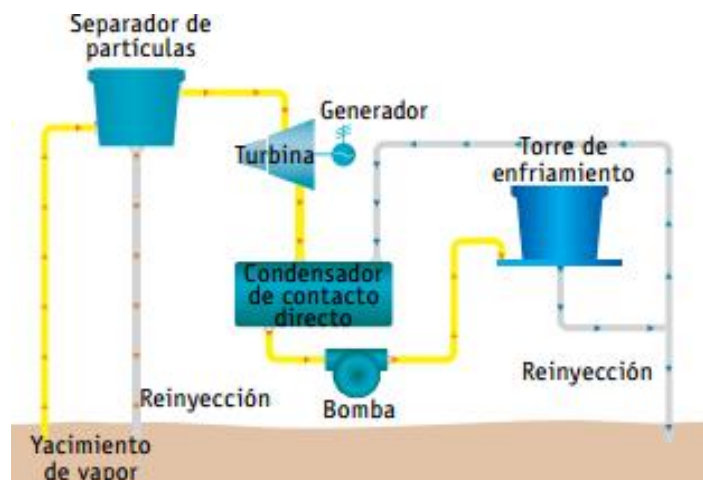 Separador de
partículas
Generador
Turbina
Torre de
enfriamiento
Condensador
de contacto
directo
Reinyección
Bomba
Reinyección
Yacimiento
de vapor